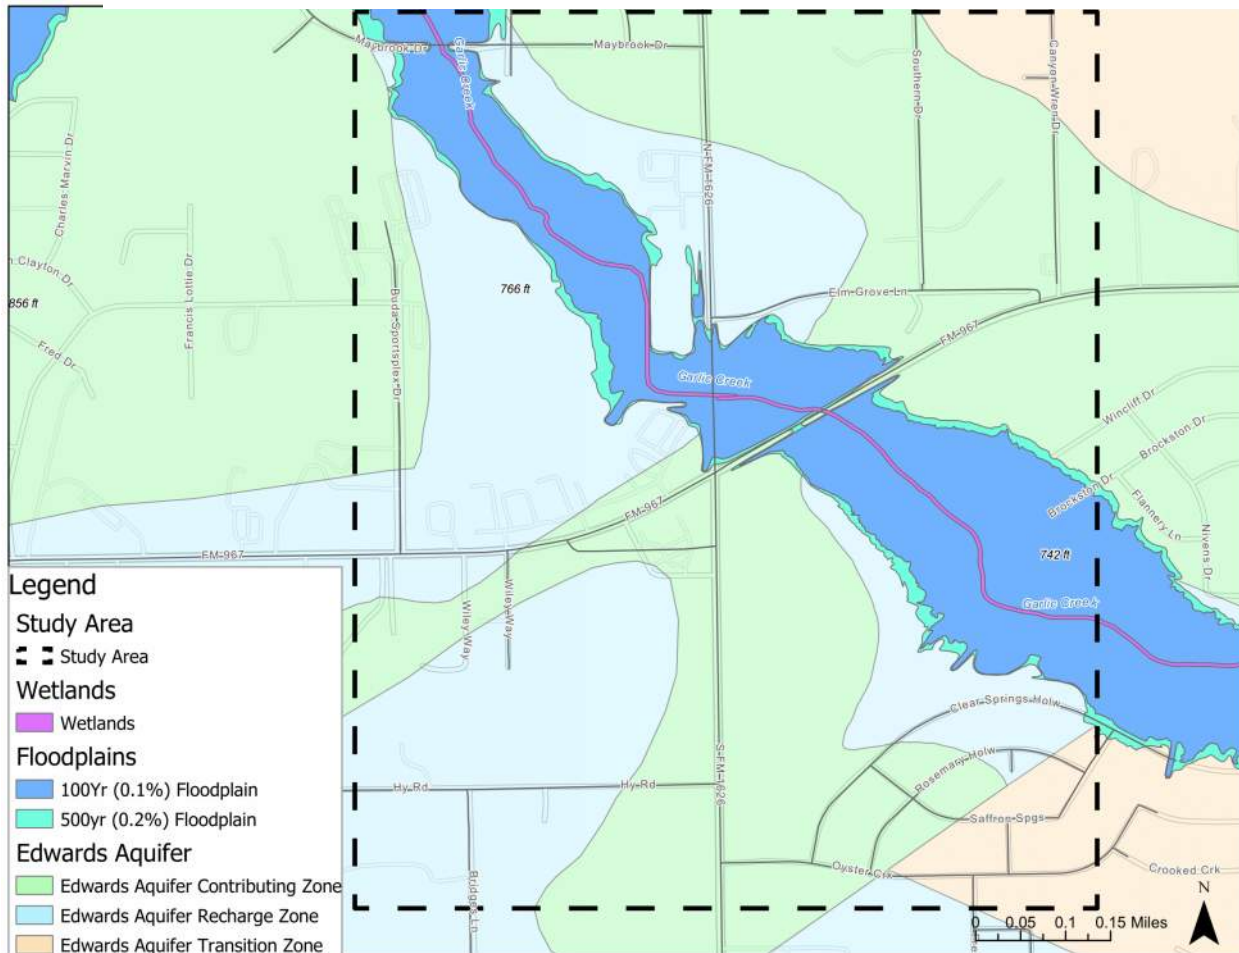 Maybrook Dr
Maybrook Dr
Garlic Creek
Southern Dr
Canyon Wren Dr
Charles Marvin Dr
N-FM-1626
Clayton Dr
Francis Lottie Dr
856 ft
766 ft
Buda Sportsplex Dr
Elm Grove Ln
FM-967
Fred Dr
Garlic Creek
Wincliff Dr
Brockston Dr
Brockston Dr
Flannery Ln
FM-967
Nivens Dr
FM-967
742 ft
Garlic Creek
Wiley Way
Wiley Way
Clear Springs Holw
S-FM-1626
Rosemary Holw
Hy Rd
Hy Rd
Saffron Spgs
Oyster Crk
Crooked Crk
Bridges Ln
N
0 0.05 0.1 0.15 Miles
Legend
Study Area
Study Area
Wetlands
Wetlands
Floodplains
100Yr (0.1%) Floodplain
500yr (0.2%) Floodplain
Edwards Aquifer
Edwards Aquifer Contributing Zone
Edwards Aquifer Recharge Zone
Edwards Aquifer Transition Zone